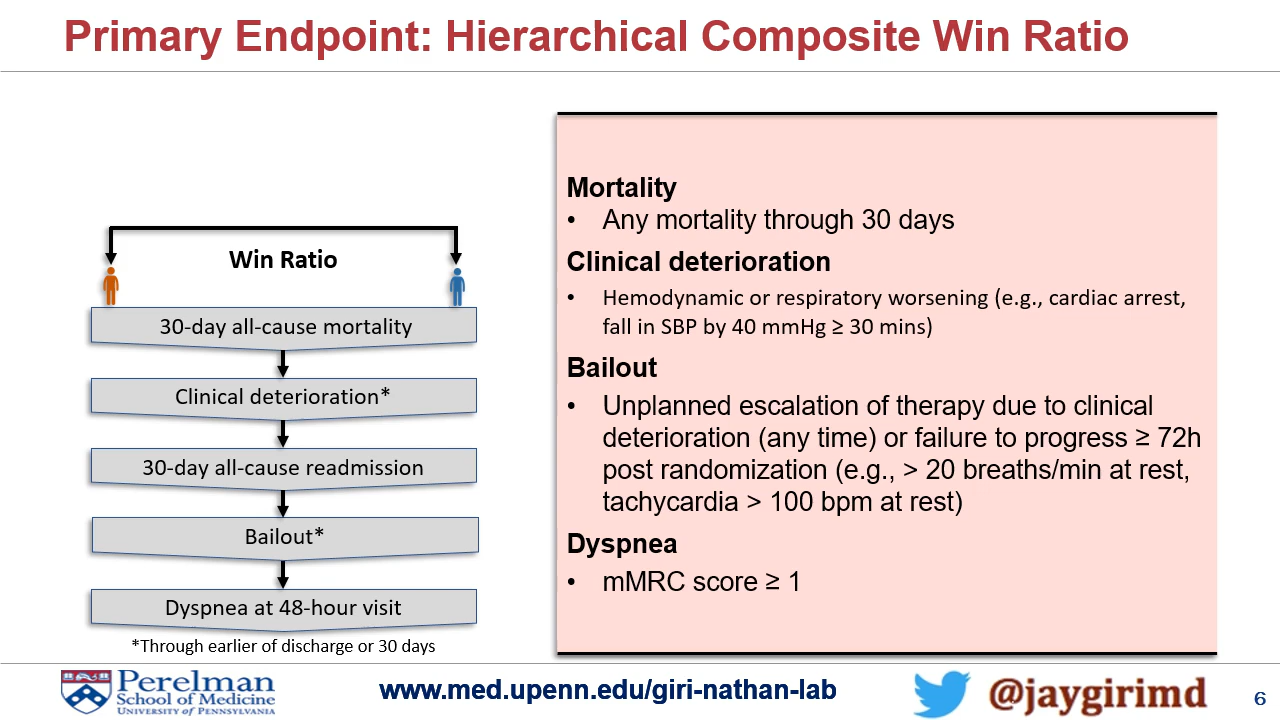 Primary Endpoint: Hierarchical Composite Win Ratio
Win Ratio
30-day all-cause mortality
Clinical deterioration*
30-day all-cause readmission
Bailout*
Dyspnea at 48-hour visit
*Through earlier of discharge or 30 days
Mortality
• Any mortality through 30 days
Clinical deterioration
• Hemodynamic or respiratory worsening (e.g., cardiac arrest,
fall in SBP by 40 mmHg ≥ 30 mins)
Bailout
• Unplanned escalation of therapy due to clinical
deterioration (any time) or failure to progress ≥ 72h
post randomization (e.g., > 20 breaths/min at rest,
tachycardia > 100 bpm at rest)
Dyspnea
• mMRC score ≥ 1
Perelman
School of Medicine
University of Pennsylvania
www.med.upenn.edu/giri-nathan-lab
@jaygirimd
6